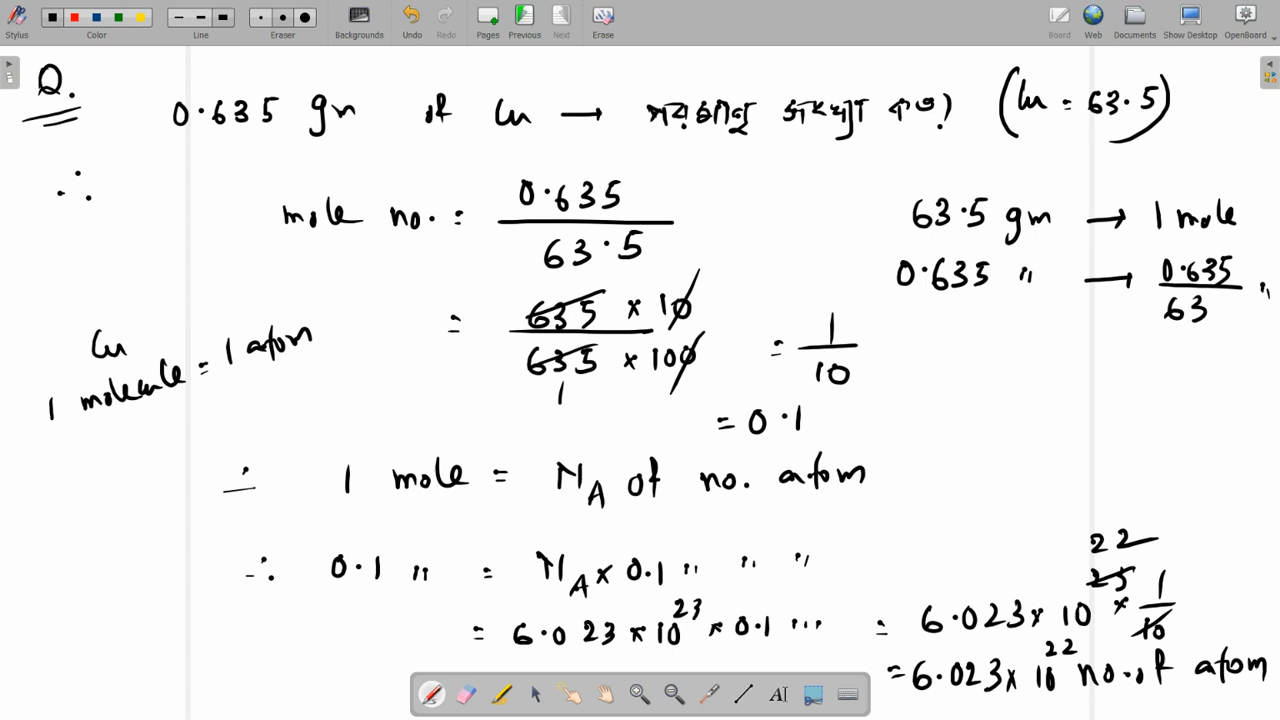 Stylus Color Line Eraser Backgrounds Undo Redo Pages Previous Next Erase Board Web Documents Show Desktop OpenBoard
Q. 0.635 gm of Cu → পরমাণুর সংখ্যা কত? (Cu = 63.5)
∴ mole no. = 0.635 / 63.5
63.5 gm → 1 mole
0.635 " → 0.635 / 63 "
= 635 × 10 / 635 × 100 = 1 / 10
1
= 0.1
Cu
1 molecule = 1 atom
∴ 1 mole = N_A of no. atom
∴ 0.1 " = N_A × 0.1 " " "
= 6.023 × 10^23 × 0.1 " "
22
= 6.023 × 10^23 × 1 / 10
= 6.023 × 10^22 no. of atom